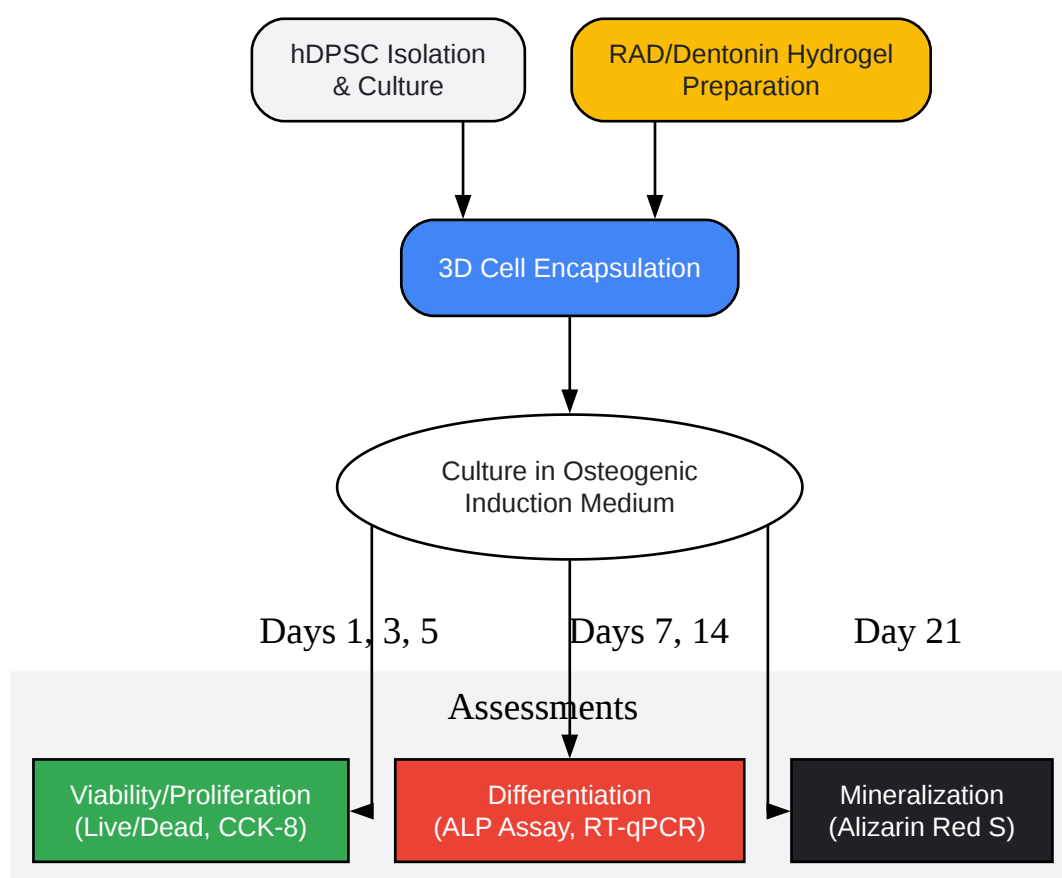 hDPSC Isolation
& Culture
RAD/Dentonin Hydrogel
Preparation
3D Cell Encapsulation
Culture in Osteogenic
Induction Medium
Days 1, 3, 5
Days 7, 14
Day 21
Assessments
Viability/Proliferation
(Live/Dead, CCK-8)
Differentiation
(ALP Assay, RT-qPCR)
Mineralization
(Alizarin Red S)